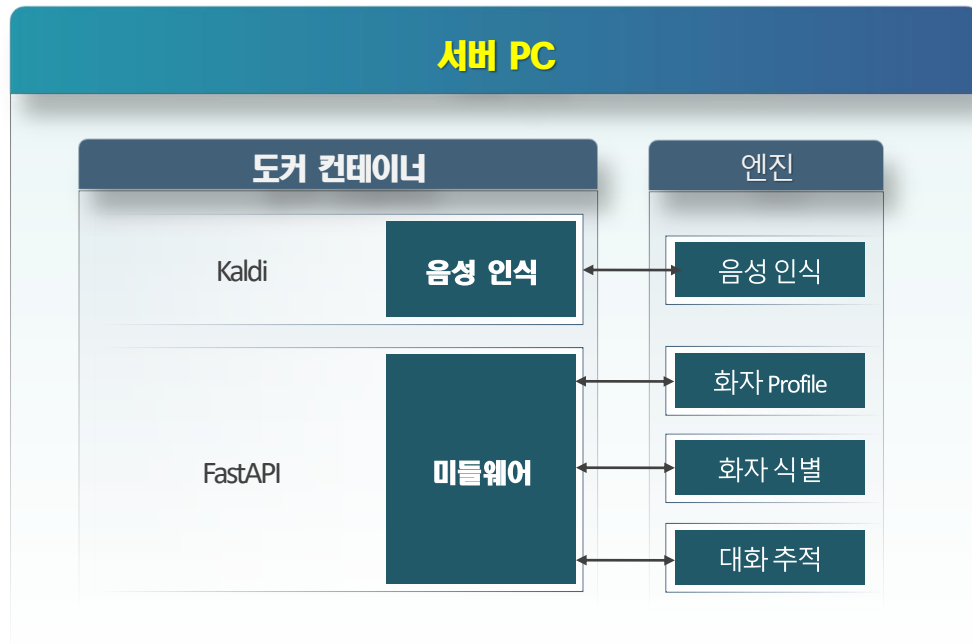 서버 PC
도커 컨테이너
엔진
Kaldi
음성 인식
음성 인식
FastAPI
미들웨어
화자 Profile
화자 식별
대화 추적